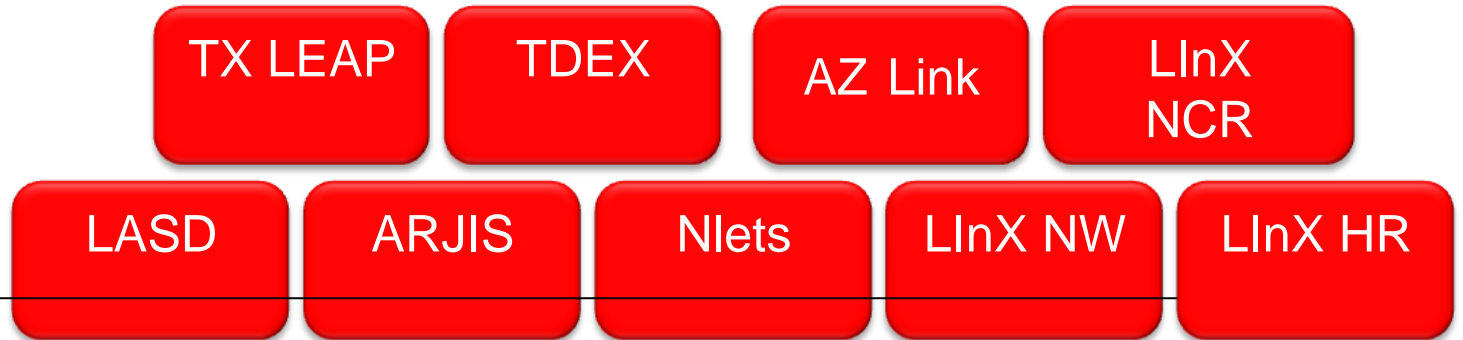 TX LEAP
TDEX
AZ Link
LInX
NCR
LASD
ARJIS
Nlets
LInX NW
LInX HR